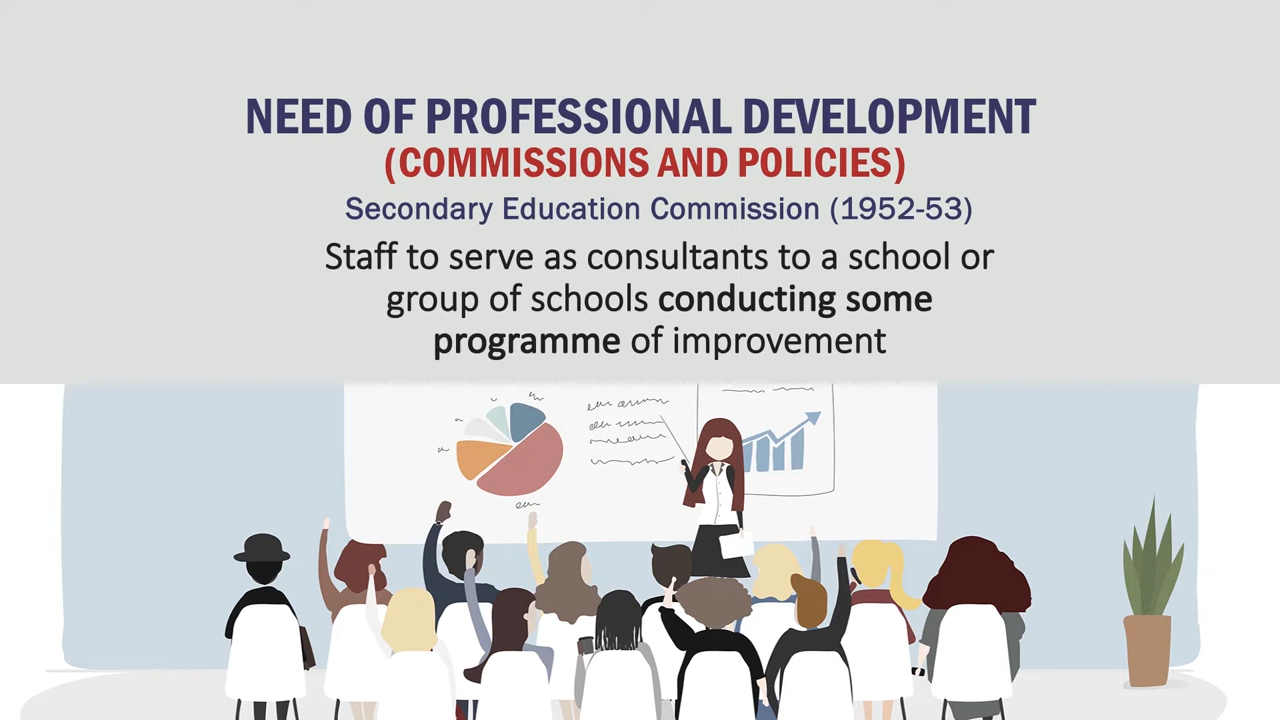 NEED OF PROFESSIONAL DEVELOPMENT
(COMMISSIONS AND POLICIES)
Secondary Education Commission (1952-53)
Staff to serve as consultants to a school or
group of schools conducting some
programme of improvement